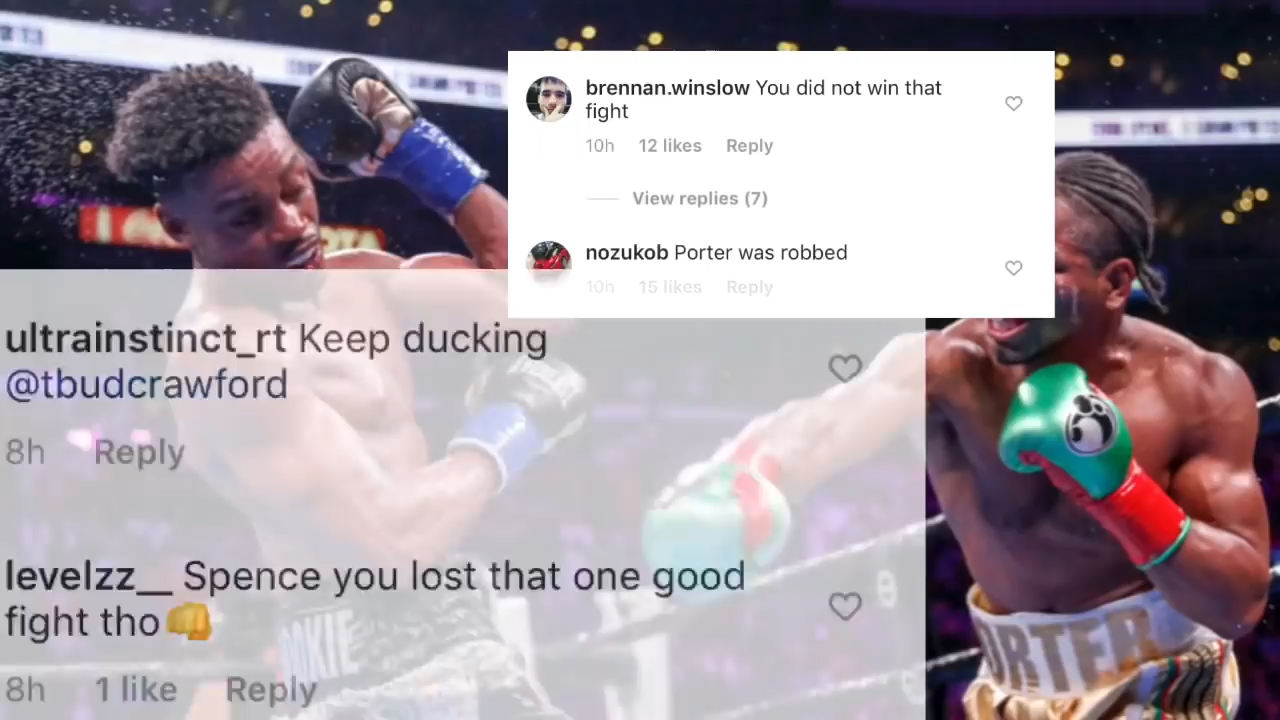 brennan.winslow You did not win that
fight
10h 12 likes Reply
View replies (7)
nozukob Porter was robbed
10h 15 likes Reply
ultrainstinct_rt Keep ducking
@tbudcrawford
8h Reply
levelzz__ Spence you lost that one good
fight tho👊
8h 1 like Reply
OKIE
ORTER